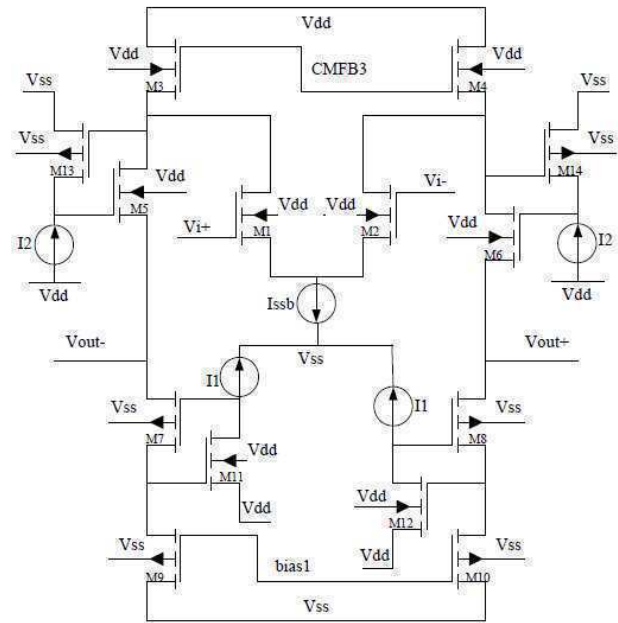 Vdd
Vdd
M3
CMFB3
Vdd
M4
Vss
Vss
Vss
M13
Vdd
M5
Vi+
Vdd
M1
Vdd
M2
Vi-
Vss
M14
Vdd
M6
I2
Vdd
I2
Vdd
Issb
Vss
Vout-
Vout+
I1
I1
Vss
M7
Vdd
M11
Vdd
Vss
M8
Vdd
M12
Vdd
Vss
M9
bias1
Vss
M10
Vss